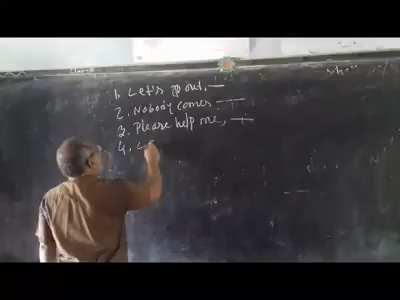 1. Let's go out. —
2. Nobody comes. —
3. Please help me, —
4. L